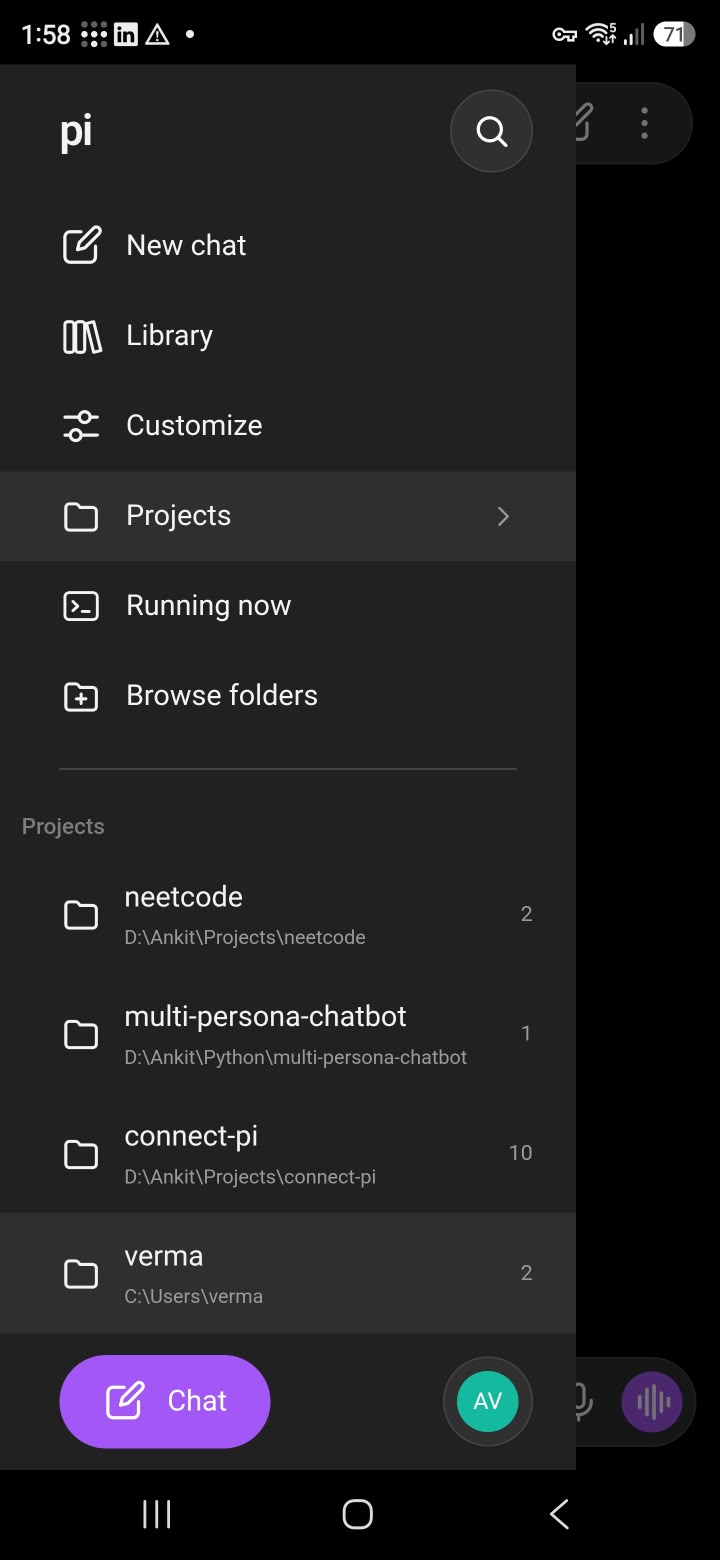 1:58
71
pi
New chat
Library
Customize
Projects
Running now
Browse folders
Projects
neetcode
2
D:\Ankit\Projects\neetcode
multi-persona-chatbot
1
D:\Ankit\Python\multi-persona-chatbot
connect-pi
10
D:\Ankit\Projects\connect-pi
verma
2
C:\Users\verma
Chat
AV